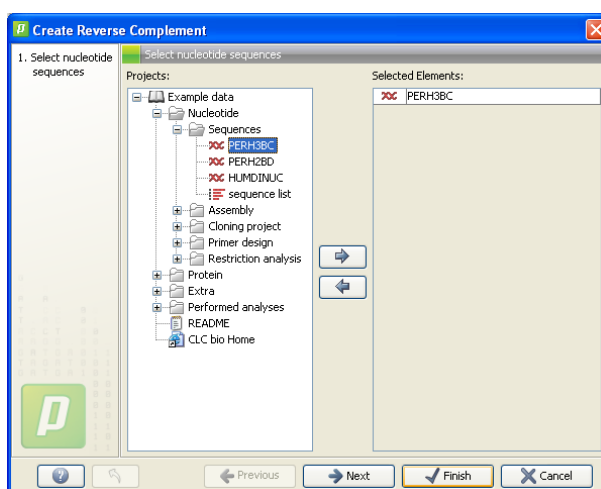 Create Reverse Complement
1. Select nucleotide
sequences
Select nucleotide sequences
Projects:
Example data
Nucleotide
Sequences
PERH3BC
PERH2BD
HUMDINUC
sequence list
Assembly
Cloning project
Primer design
Restriction analysis
Protein
Extra
Performed analyses
README
CLC bio Home
Selected Elements:
PERH3BC
Previous
Next
Finish
Cancel